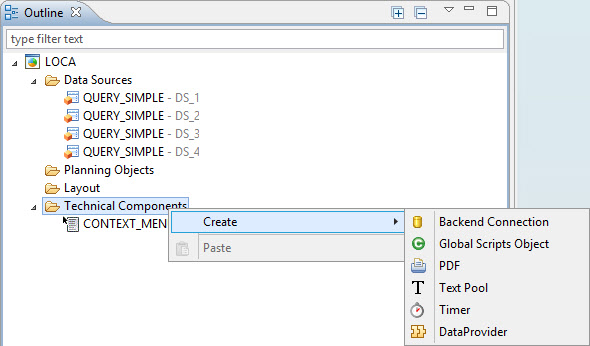 Outline
type filter text
LOCA
Data Sources
QUERY_SIMPLE - DS_1
QUERY_SIMPLE - DS_2
QUERY_SIMPLE - DS_3
QUERY_SIMPLE - DS_4
Planning Objects
Layout
Technical Components
CONTEXT_MEN
Create
Paste
Backend Connection
Global Scripts Object
PDF
Text Pool
Timer
DataProvider